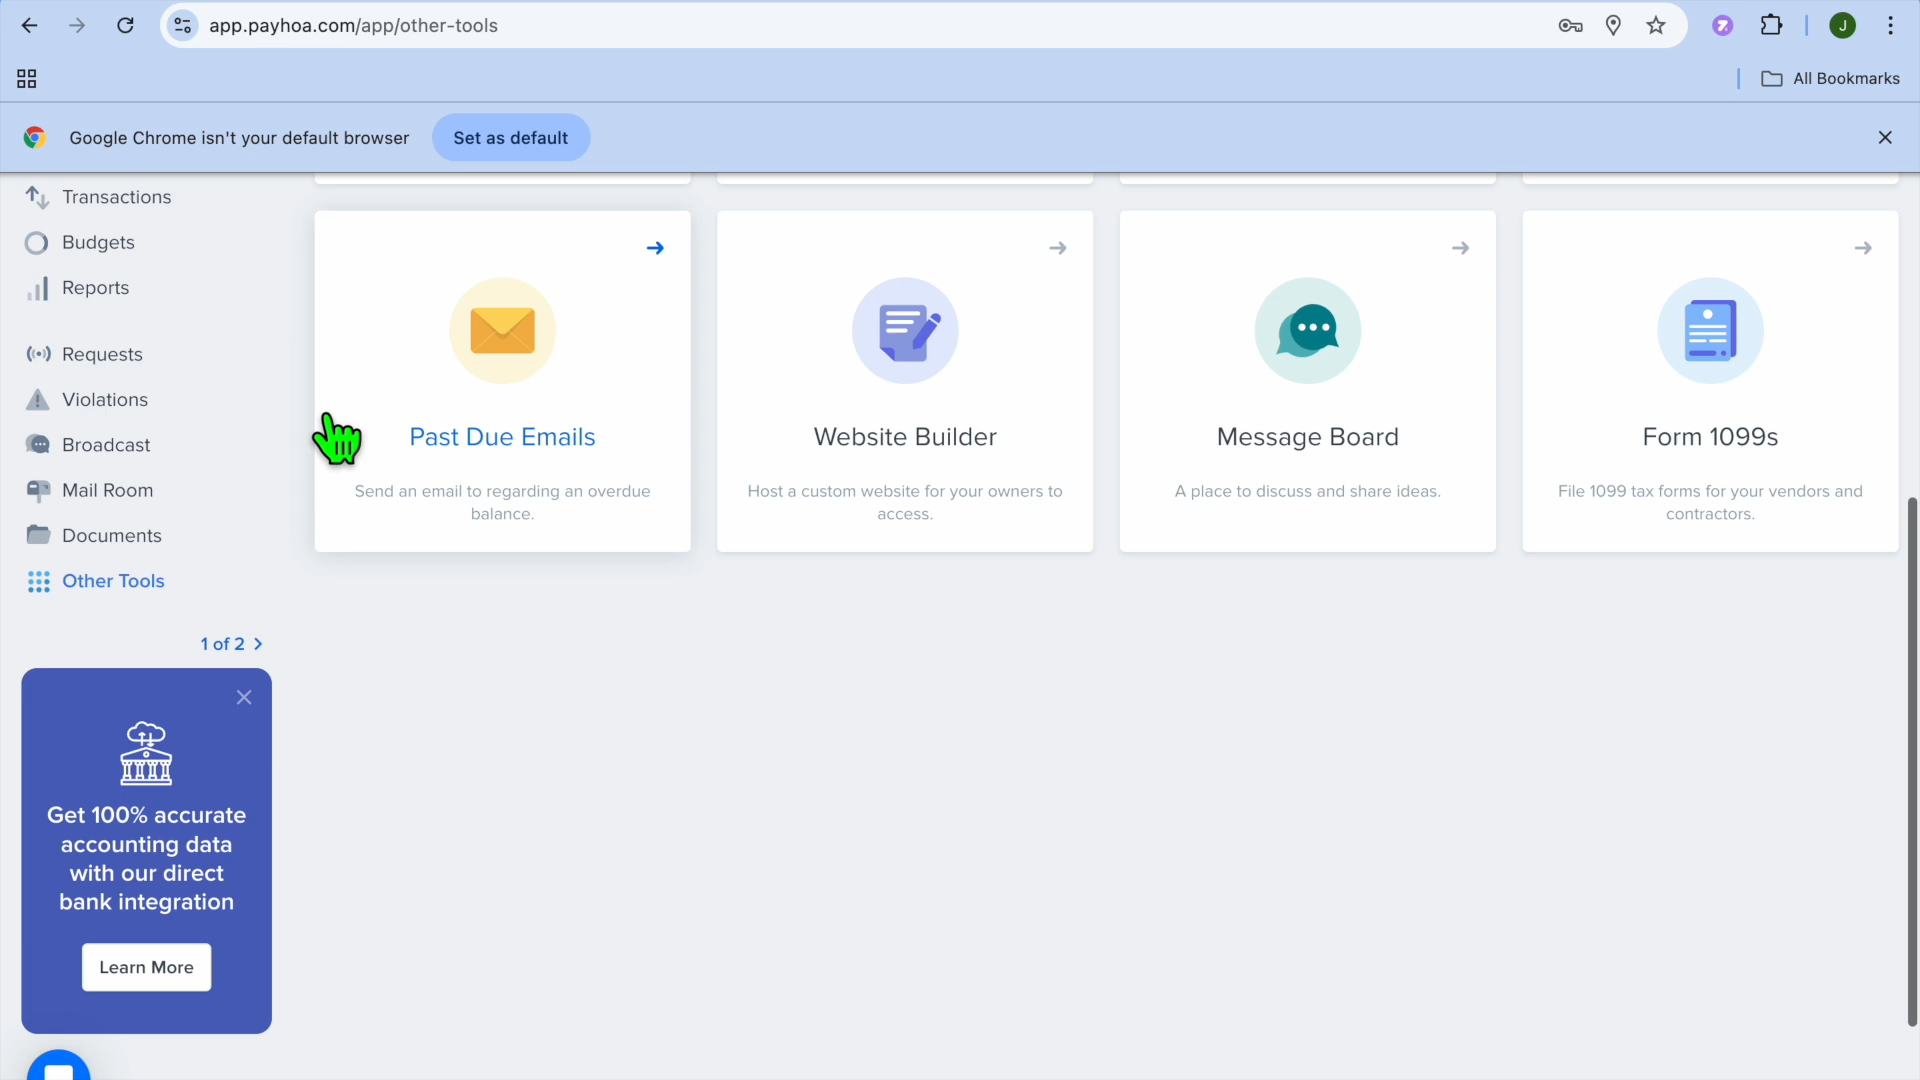 app.payhoa.com/app/other-tools
J
All Bookmarks
Google Chrome isn't your default browser
Set as default
Transactions
Budgets
Reports
Requests
Violations
Broadcast
Mail Room
Documents
Other Tools
1 of 2
Get 100% accurate
accounting data
with our direct
bank integration
Learn More
Past Due Emails
Send an email to regarding an overdue
balance.
Website Builder
Host a custom website for your owners to
access.
Message Board
A place to discuss and share ideas.
Form 1099s
File 1099 tax forms for your vendors and
contractors.